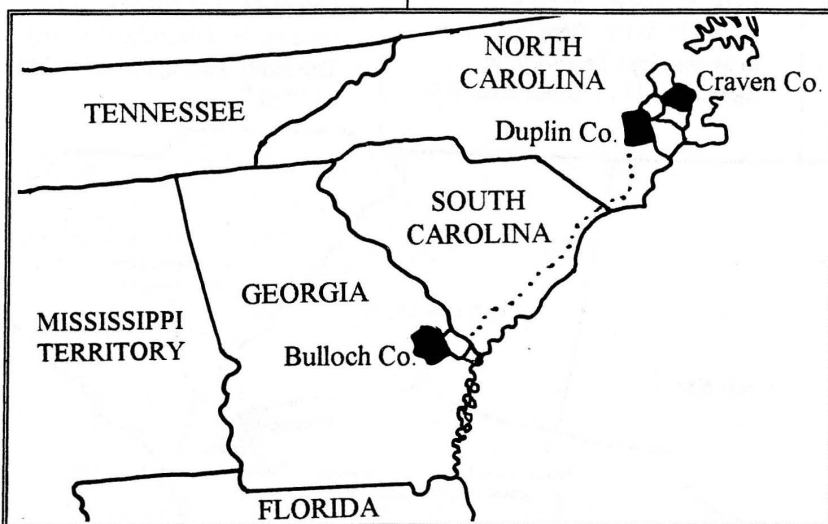 NORTH
CAROLINA
Craven Co.
TENNESSEE
Duplin Co.
SOUTH
CAROLINA
GEORGIA
MISSISSIPPI
TERRITORY
Bulloch Co.
FLORIDA